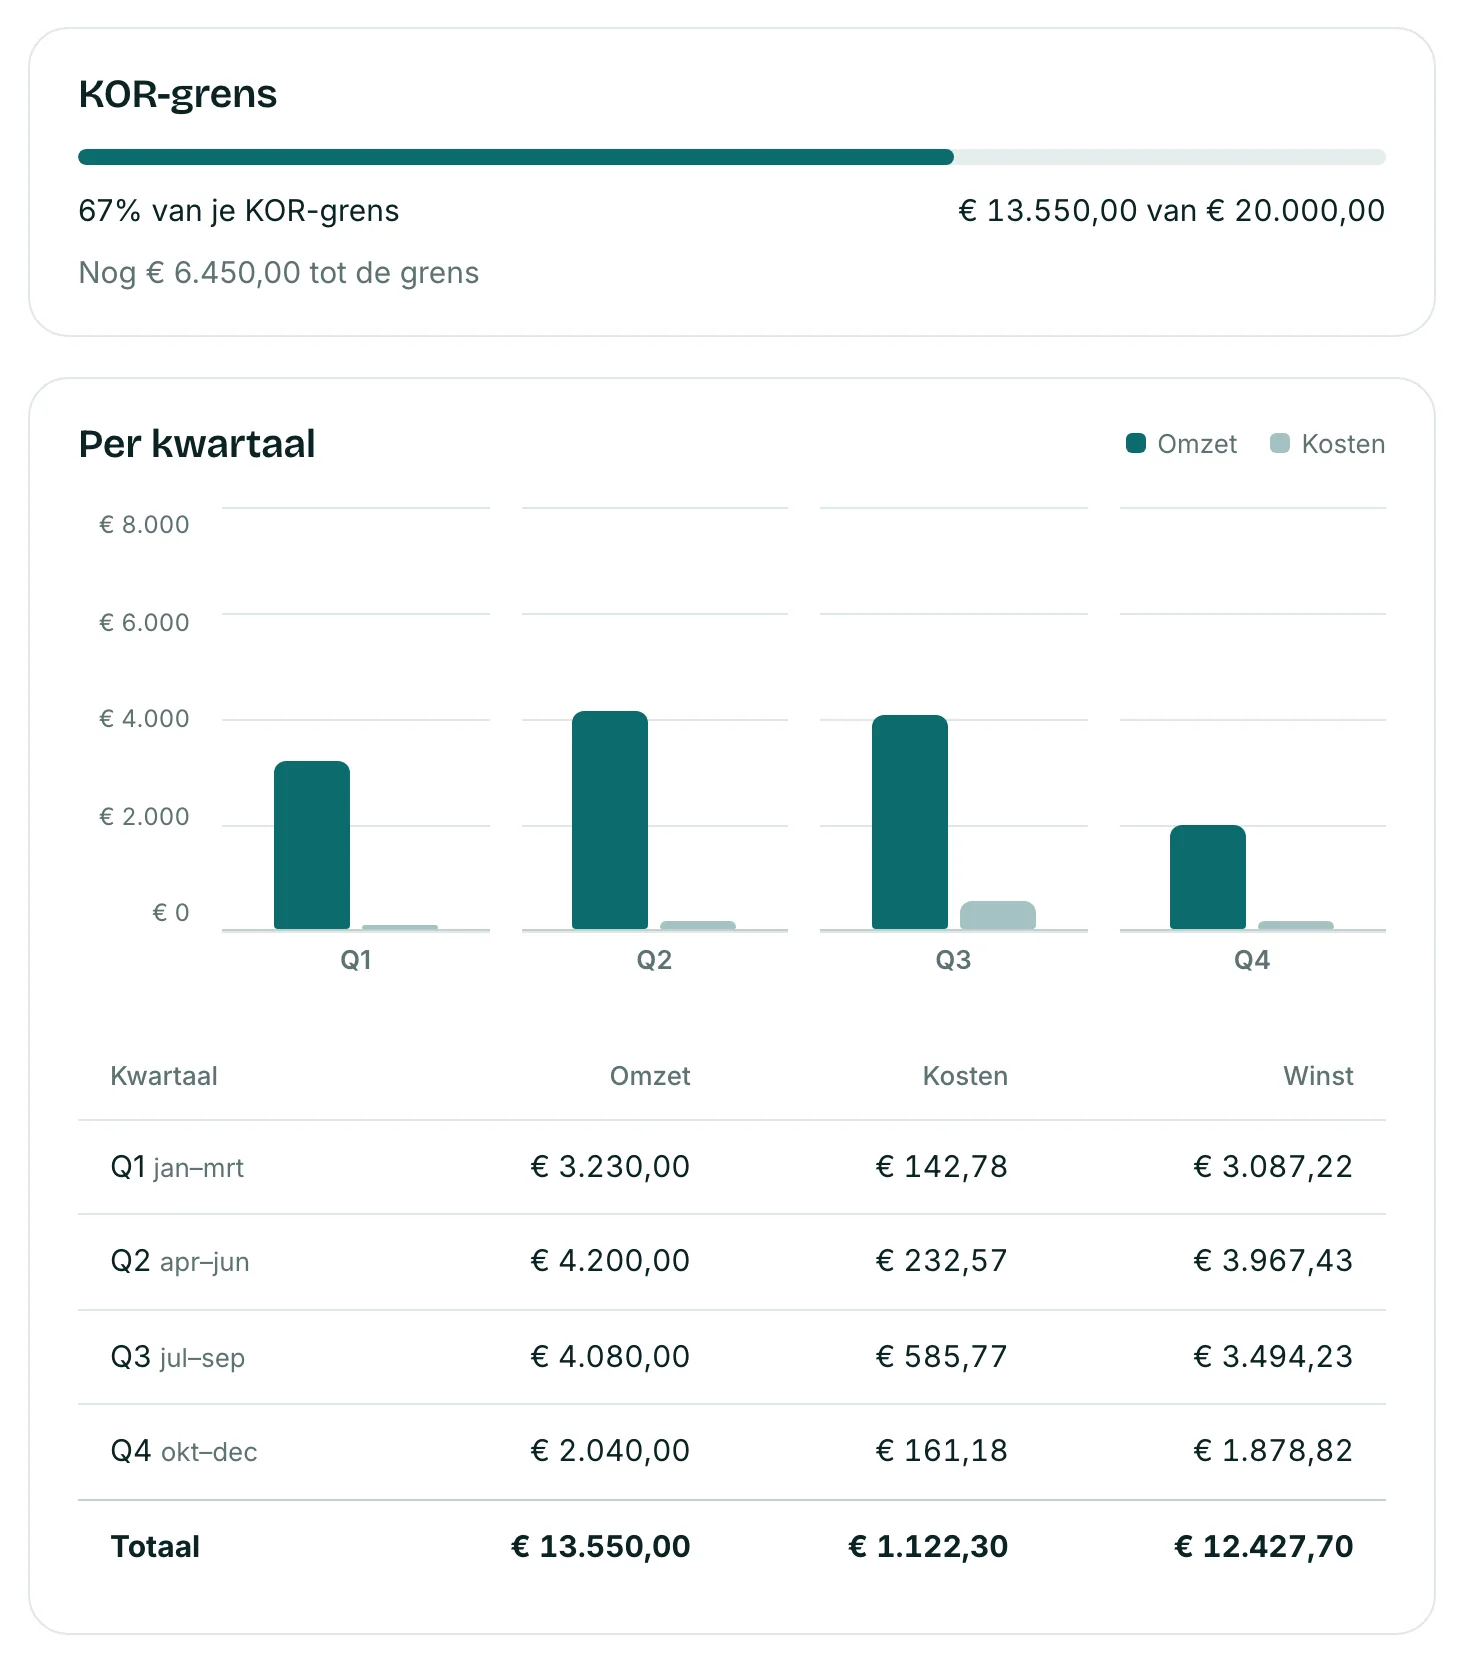 KOR-grens
67% van je KOR-grens € 13.550,00 van € 20.000,00
Nog € 6.450,00 tot de grens
Per kwartaal Omzet Kosten
€ 8.000
€ 6.000
€ 4.000
€ 2.000
€ 0
Q1 Q2 Q3 Q4
Kwartaal Omzet Kosten Winst
Q1 jan–mrt € 3.230,00 € 142,78 € 3.087,22
Q2 apr–jun € 4.200,00 € 232,57 € 3.967,43
Q3 jul–sep € 4.080,00 € 585,77 € 3.494,23
Q4 okt–dec € 2.040,00 € 161,18 € 1.878,82
Totaal € 13.550,00 € 1.122,30 € 12.427,70